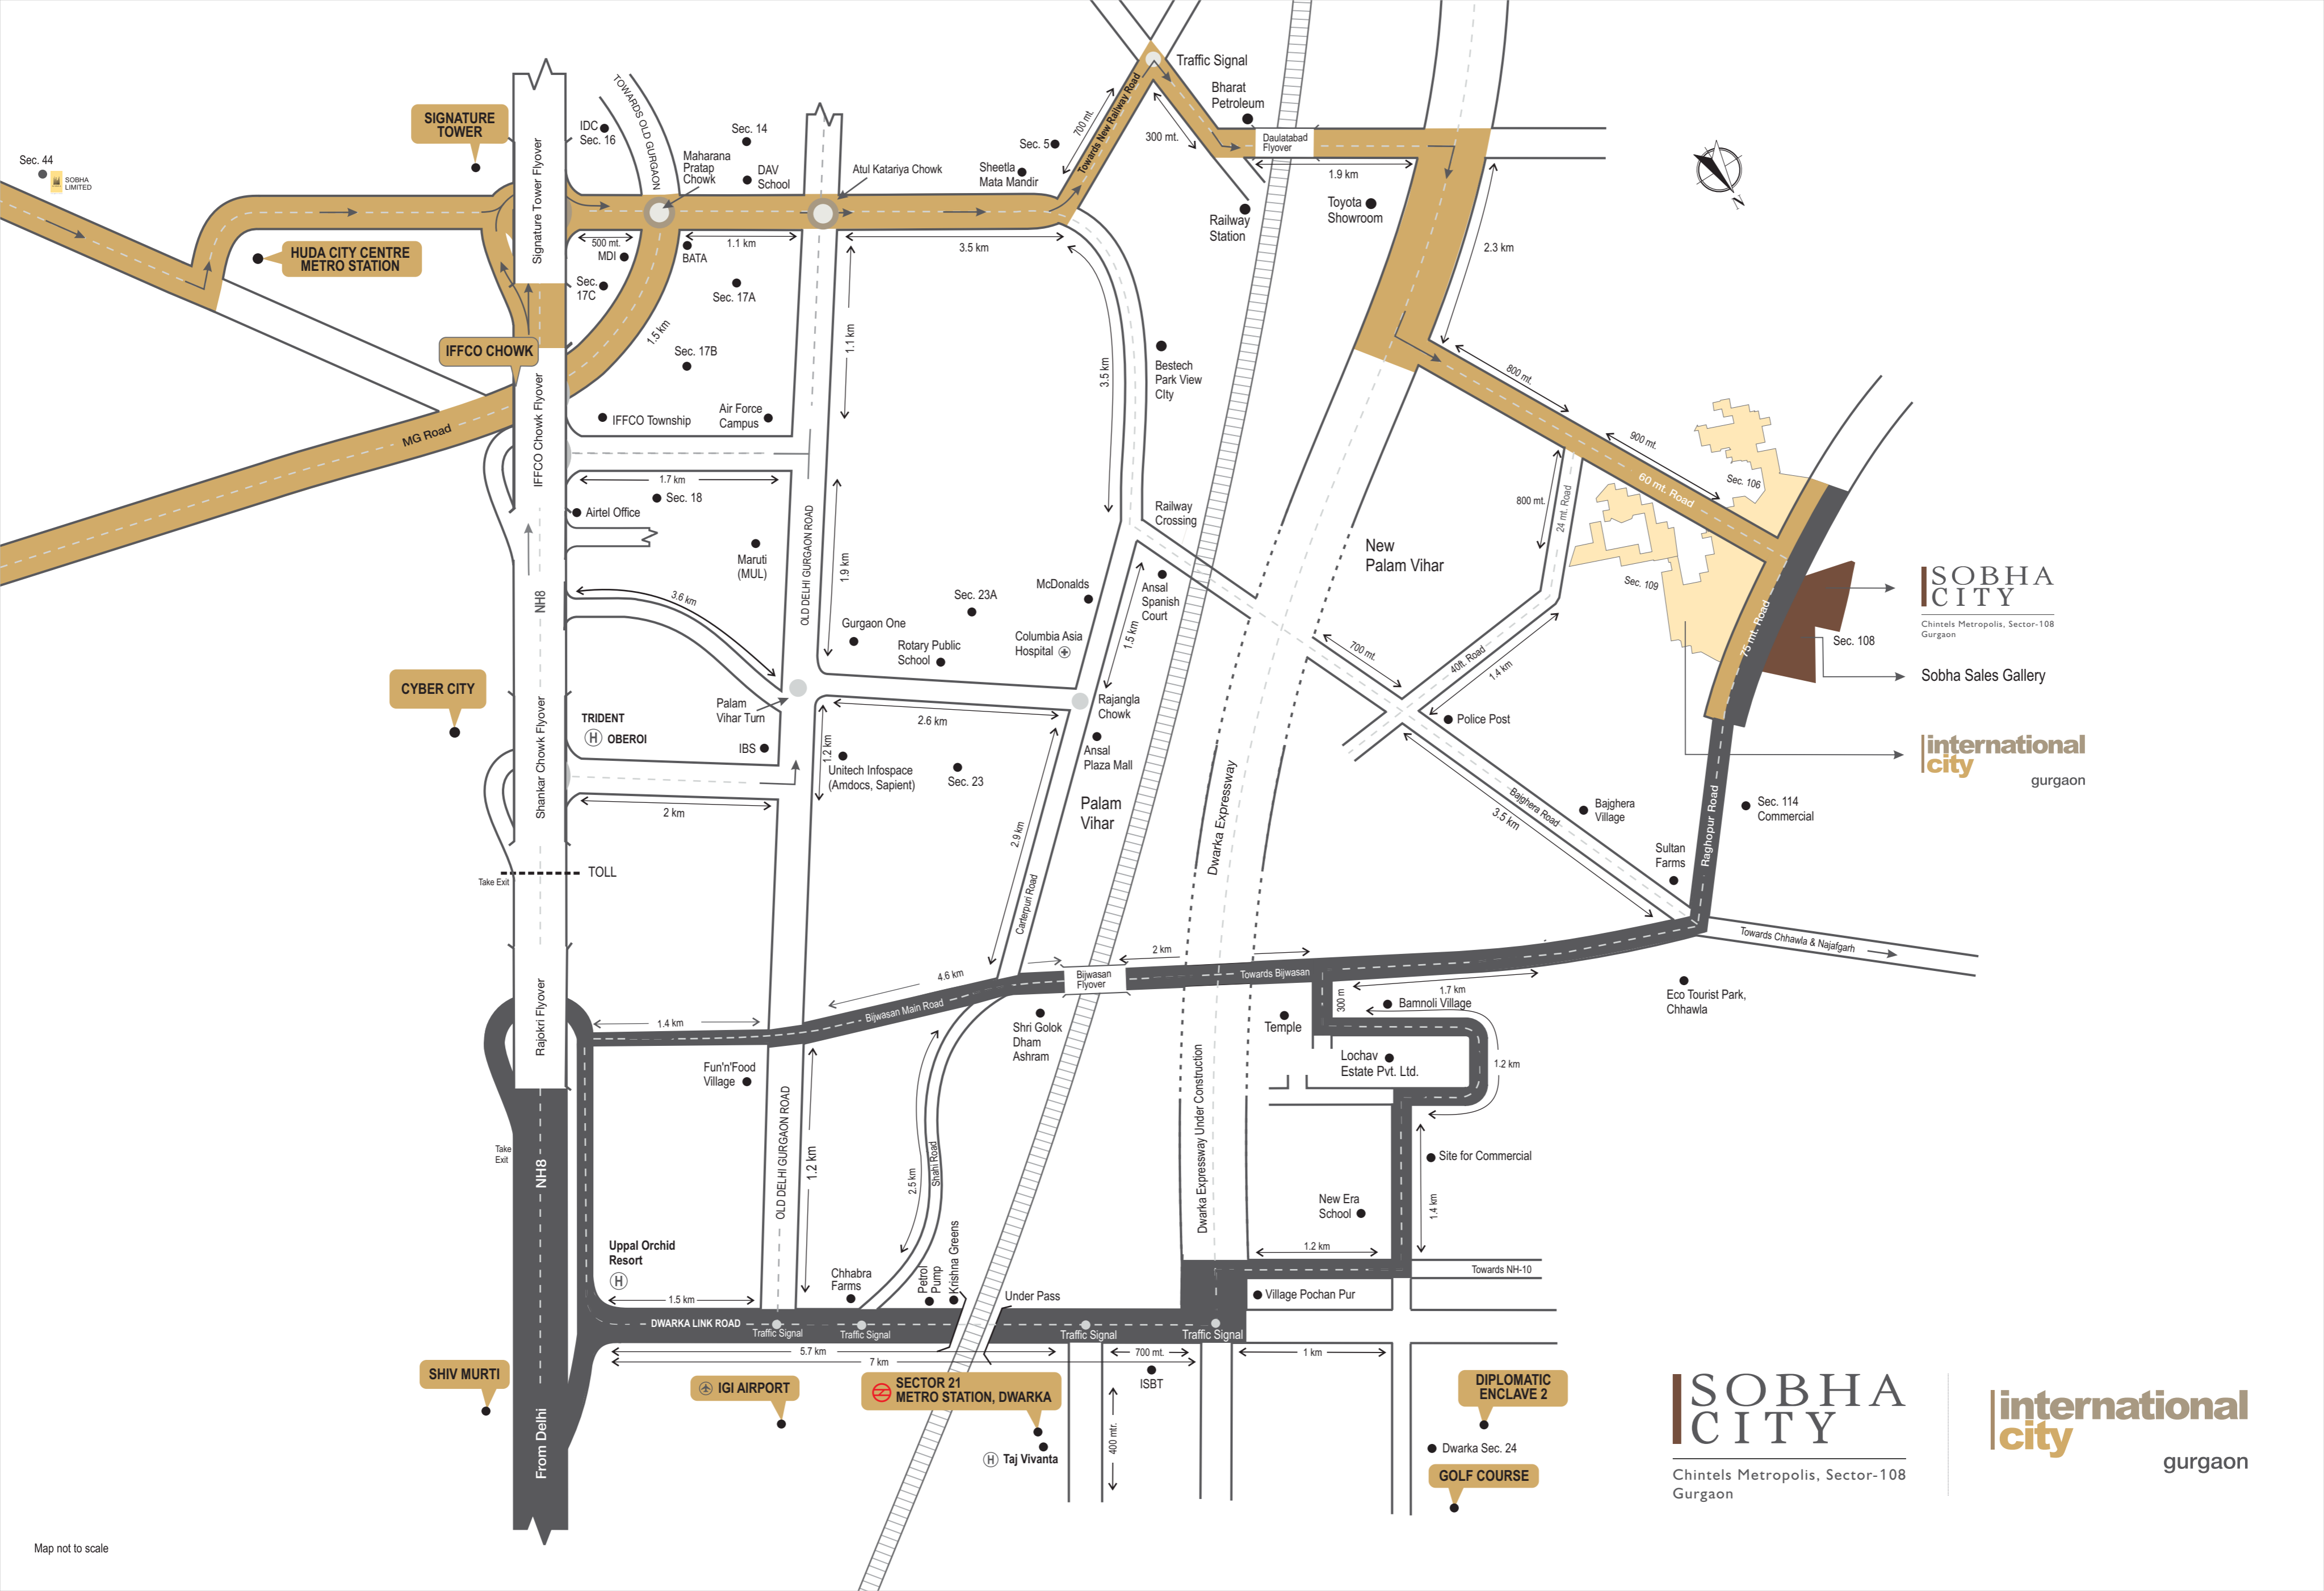 Sec. 44
SOBHA
LIMITED
SIGNATURE
TOWER
HUDA CITY CENTRE
METRO STATION
IFFCO CHOWK
MG Road
Signature Tower Flyover
IFFCO Chowk Flyover
NH8
Shankar Chowk Flyover
Rajokri Flyover
NH8
From Delhi
TOWARDS OLD GURGAON
IDC
Sec. 16
Sec. 14
Maharana
Pratap
Chowk
DAV
School
Atul Katariya Chowk
500 mt.
MDI
Sec.
17C
BATA
1.1 km
Sec. 17A
1.5 km
Sec. 17B
IFFCO Township
Air Force
Campus
1.7 km
Sec. 18
Airtel Office
Maruti
(MUL)
3.6 km
OLD DELHI GURGAON ROAD
1.1 km
1.9 km
3.5 km
Sheetla
Mata Mandir
Sec. 5
700 mt.
Towards New Railway Road
Traffic Signal
Bharat
Petroleum
300 mt.
Daulatabad
Flyover
1.9 km
Railway
Station
Toyota
Showroom
2.3 km
N
3.5 km
Bestech
Park View
CIty
Railway
Crossing
800 mt.
900 mt.
60 mt. Road
800 mt.
24 mt. Road
Sec. 106
Sec. 109
75 mt. Road
New
Palam Vihar
SOBHA
CITY
Chintels Metropolis, Sector-108
Gurgaon
Sec. 108
Sobha Sales Gallery
international
city
gurgaon
McDonalds
Ansal
Spanish
Court
Sec. 23A
Gurgaon One
Rotary Public
School
Columbia Asia
Hospital
1.5 km
Rajangla
Chowk
2.6 km
Palam
Vihar Turn
CYBER CITY
TRIDENT
H OBEROI
IBS
1.2 km
Unitech Infospace
(Amdocs, Sapient)
Sec. 23
Ansal
Plaza Mall
Palam
Vihar
2 km
TOLL
Take Exit
2.9 km
Carterpuri Road
Dwarka Expressway
700 mt.
40ft. Road
1.4 km
Police Post
Bajghera Road
3.5 km
Bajghera
Village
Sultan
Farms
Raghopur Road
Sec. 114
Commercial
Towards Chhawla & Najafgarh
Eco Tourist Park,
Chhawla
4.6 km
Bijwasan Main Road
Bijwasan
Flyover
2 km
Towards Bijwasan
1.7 km
300 m
Bamnoli Village
Temple
Lochav
Estate Pvt. Ltd.
1.2 km
1.4 km
Fun'n'Food
Village
Shri Golok
Dham
Ashram
OLD DELHI GURGAON ROAD
1.2 km
2.5 km
Shahi Road
Dwarka Expressway Under Construction
Take
Exit
Site for Commercial
New Era
School
1.4 km
1.2 km
Towards NH-10
Village Pochan Pur
Uppal Orchid
Resort
H
1.5 km
Chhabra
Farms
Petrol
Pump
Krishna Greens
Under Pass
DWARKA LINK ROAD
Traffic Signal
Traffic Signal
Traffic Signal
Traffic Signal
5.7 km
7 km
700 mt.
1 km
ISBT
400 mtr.
SHIV MURTI
IGI AIRPORT
SECTOR 21
METRO STATION, DWARKA
H Taj Vivanta
DIPLOMATIC
ENCLAVE 2
Dwarka Sec. 24
GOLF COURSE
SOBHA
CITY
Chintels Metropolis, Sector-108
Gurgaon
international
city
gurgaon
Map not to scale